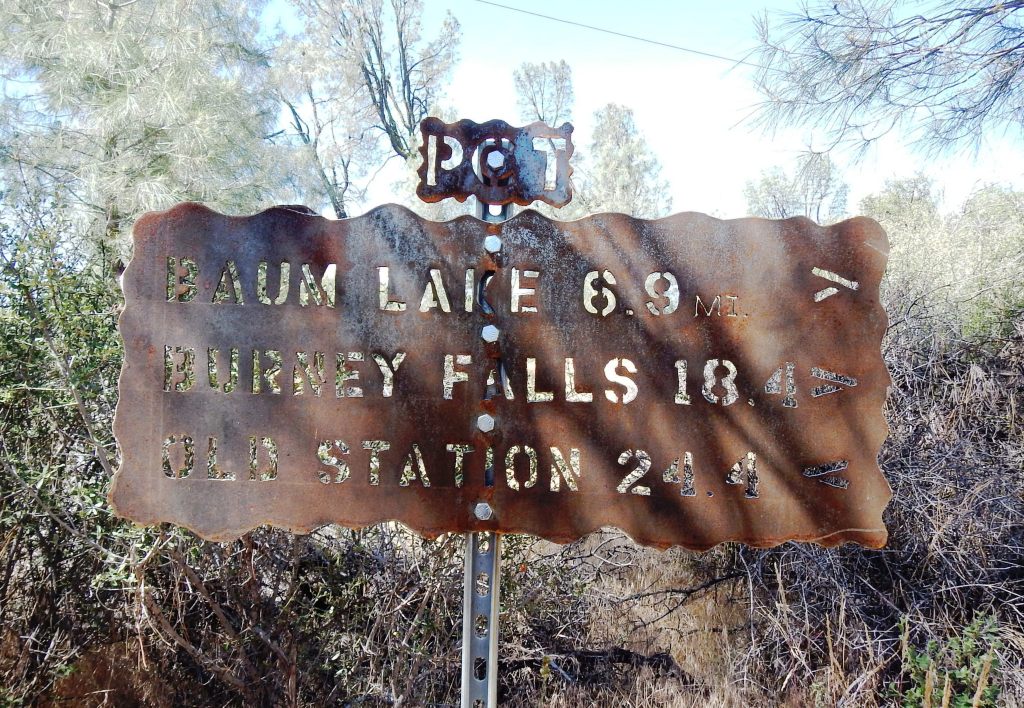 PCT
BAUM LAKE 6.9 MI. >
BURNEY FALLS 18.4 >
OLD STATION 24.4 >